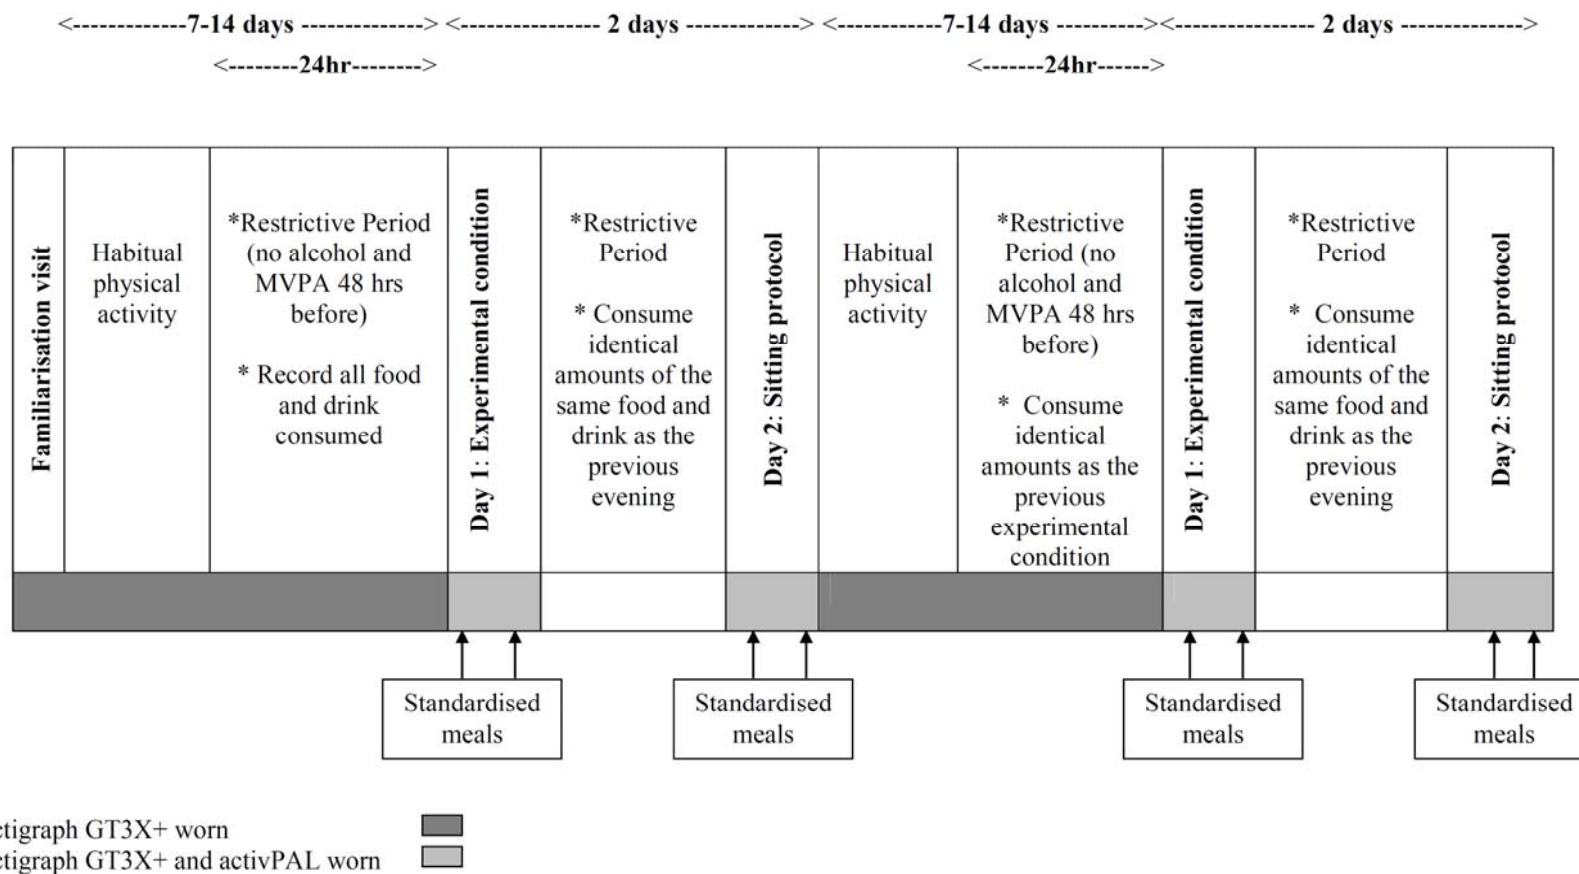 <-----------7-14 days ------------> <------------- 2 days -----------> <----------7-14 days ---------><--------------- 2 days ------------->
<--------24hr-------->
<-------24hr------>
Familiarisation visit
Habitual
physical
activity
*Restrictive Period
(no alcohol and
MVPA 48 hrs
before)
* Record all food
and drink
consumed
Day 1: Experimental condition
*Restrictive
Period
* Consume
identical
amounts of the
same food and
drink as the
previous
evening
Day 2: Sitting protocol
Habitual
physical
activity
*Restrictive
Period (no
alcohol and
MVPA 48 hrs
before)
* Consume
identical
amounts as the
previous
experimental
condition
Day 1: Experimental condition
*Restrictive
Period
* Consume
identical
amounts of the
same food and
drink as the
previous
evening
Day 2: Sitting protocol
Standardised
meals
Standardised
meals
Standardised
meals
Standardised
meals
ctigraph GT3X+ worn
ctigraph GT3X+ and activPAL worn